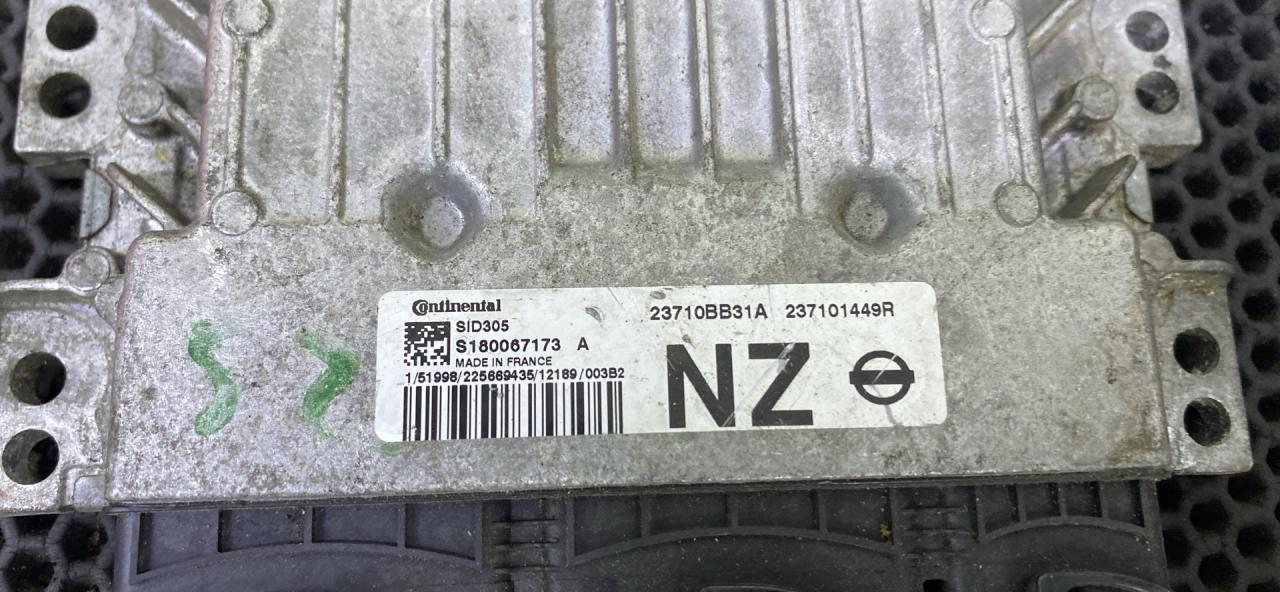 Continental
SID305
S180067173 A
MADE IN FRANCE
1/51998/225669435/12189/003B2
23710BB31A 237101449R
NZ